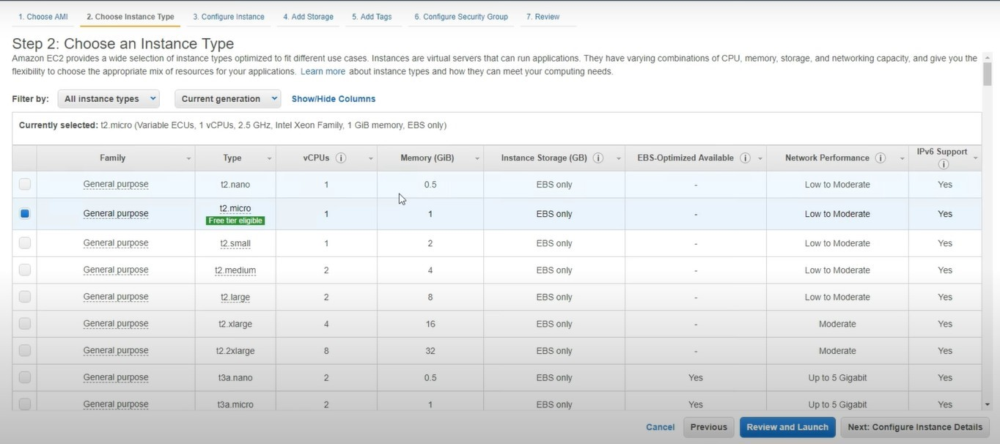 1. Choose AMI 2. Choose Instance Type 3. Configure Instance 4. Add Storage 5. Add Tags 6. Configure Security Group 7. Review
Step 2: Choose an Instance Type
Amazon EC2 provides a wide selection of instance types optimized to fit different use cases. Instances are virtual servers that can run applications. They have varying combinations of CPU, memory, storage, and networking capacity, and give you the
flexibility to choose the appropriate mix of resources for your applications. Learn more about instance types and how they can meet your computing needs.
Filter by: All instance types Current generation Show/Hide Columns
Currently selected: t2.micro (Variable ECUs, 1 vCPUs, 2.5 GHz, Intel Xeon Family, 1 GiB memory, EBS only)
Family Type vCPUs i Memory (GiB) Instance Storage (GB) i EBS-Optimized Available i Network Performance i IPv6 Support i
General purpose t2.nano 1 0.5 EBS only - Low to Moderate Yes
General purpose t2.micro 1 1 EBS only - Low to Moderate Yes
Free tier eligible
General purpose t2.small 1 2 EBS only - Low to Moderate Yes
General purpose t2.medium 2 4 EBS only - Low to Moderate Yes
General purpose t2.large 2 8 EBS only - Low to Moderate Yes
General purpose t2.xlarge 4 16 EBS only - Moderate Yes
General purpose t2.2xlarge 8 32 EBS only - Moderate Yes
General purpose t3a.nano 2 0.5 EBS only Yes Up to 5 Gigabit Yes
General purpose t3a.micro 2 1 EBS only Yes Up to 5 Gigabit Yes
Cancel Previous Review and Launch Next: Configure Instance Details